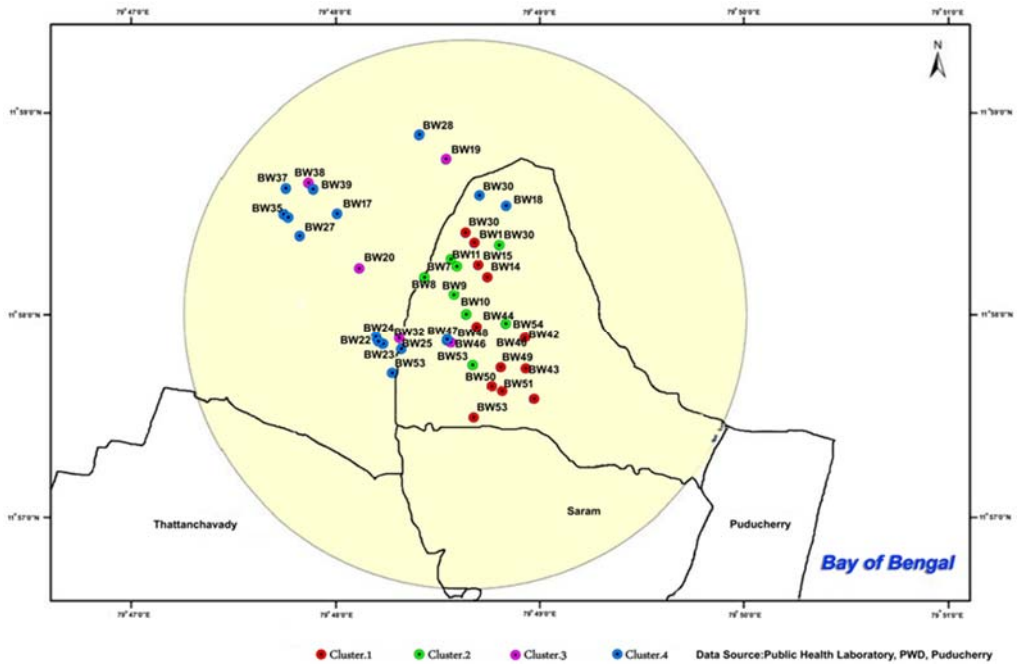 79°47'0"E 79°48'0"E 79°49'0"E 79°50'0"E 79°51'0"E
N
11°59'0"N 11°59'0"N
BW28
BW19
BW37 BW38 BW39
BW30
BW35 BW17 BW18
BW27
BW30
BW1 BW30
BW20 BW11 BW15
BW7 BW14
BW8 BW9
BW10
11°58'0"N 11°58'0"N
BW44
BW24 BW32 BW47 BW48 BW54 BW42
BW22 BW25 BW46
BW23 BW53
BW53 BW49 BW43
BW50 BW51
BW53
11°57'0"N 11°57'0"N
Thattanchavady Saram Puducherry
Bay of Bengal
79°47'0"E 79°48'0"E 79°49'0"E 79°50'0"E 79°51'0"E
Cluster.1 Cluster.2 Cluster.3 Cluster.4 Data Source:Public Health Laboratory, PWD, Puducherry